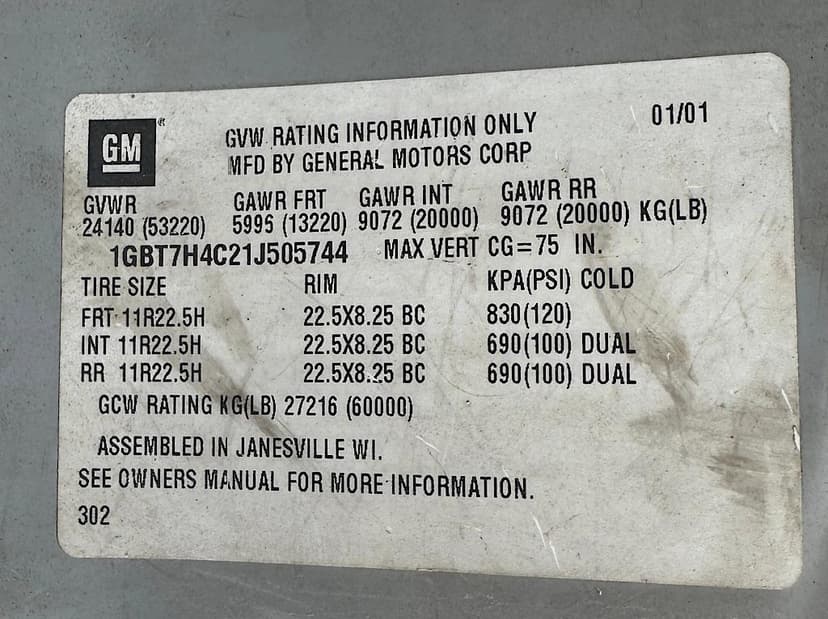 GM® GVW RATING INFORMATION ONLY 01/01
MFD BY GENERAL MOTORS CORP
GVWR GAWR FRT GAWR INT GAWR RR
24140 (53220) 5995 (13220) 9072 (20000) 9072 (20000) KG(LB)
1GBT7H4C21J505744 MAX VERT CG=75 IN.
TIRE SIZE RIM KPA(PSI) COLD
FRT 11R22.5H 22.5X8.25 BC 830(120)
INT 11R22.5H 22.5X8.25 BC 690(100) DUAL
RR 11R22.5H 22.5X8.25 BC 690(100) DUAL
GCW RATING KG(LB) 27216 (60000)
ASSEMBLED IN JANESVILLE WI.
SEE OWNERS MANUAL FOR MORE INFORMATION.
302